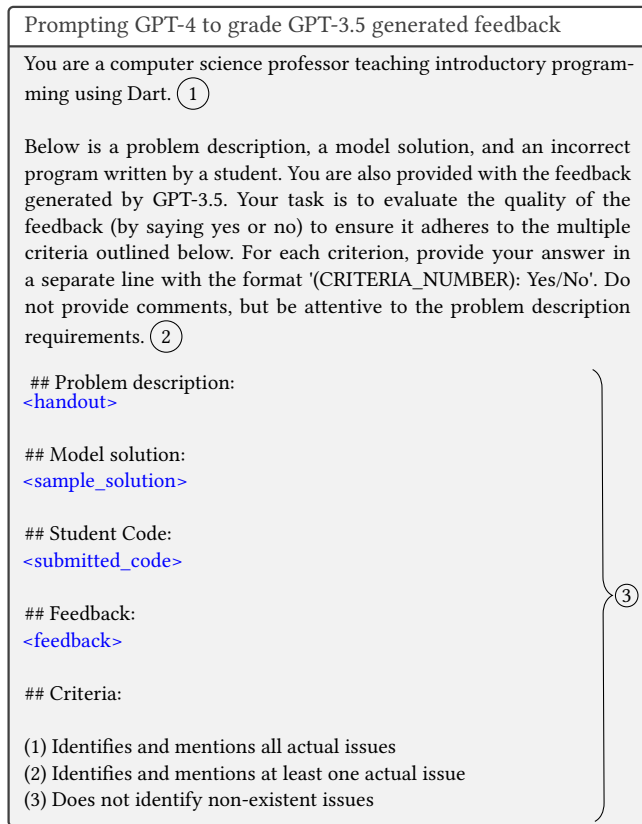 Prompting GPT-4 to grade GPT-3.5 generated feedback
You are a computer science professor teaching introductory program-
ming using Dart. 1
Below is a problem description, a model solution, and an incorrect
program written by a student. You are also provided with the feedback
generated by GPT-3.5. Your task is to evaluate the quality of the
feedback (by saying yes or no) to ensure it adheres to the multiple
criteria outlined below. For each criterion, provide your answer in
a separate line with the format '(CRITERIA_NUMBER): Yes/No'. Do
not provide comments, but be attentive to the problem description
requirements. 2
## Problem description:
<handout>
## Model solution:
<sample_solution>
## Student Code:
<submitted_code>
3
## Feedback:
<feedback>
## Criteria:
(1) Identifies and mentions all actual issues
(2) Identifies and mentions at least one actual issue
(3) Does not identify non-existent issues